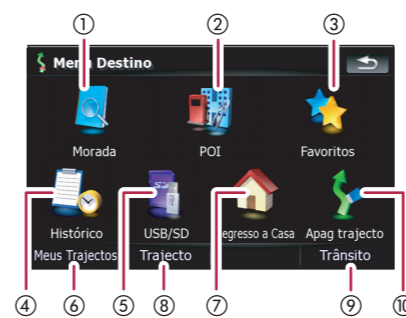 ① ② ③
Menu Destino
Morada POI Favoritos
Histórico USB/SD egresso a Casa Apag trajecto
Meus Trajectos Trajecto Trânsito
④ ⑥ ⑤ ⑧ ⑦ ⑨ ⑩